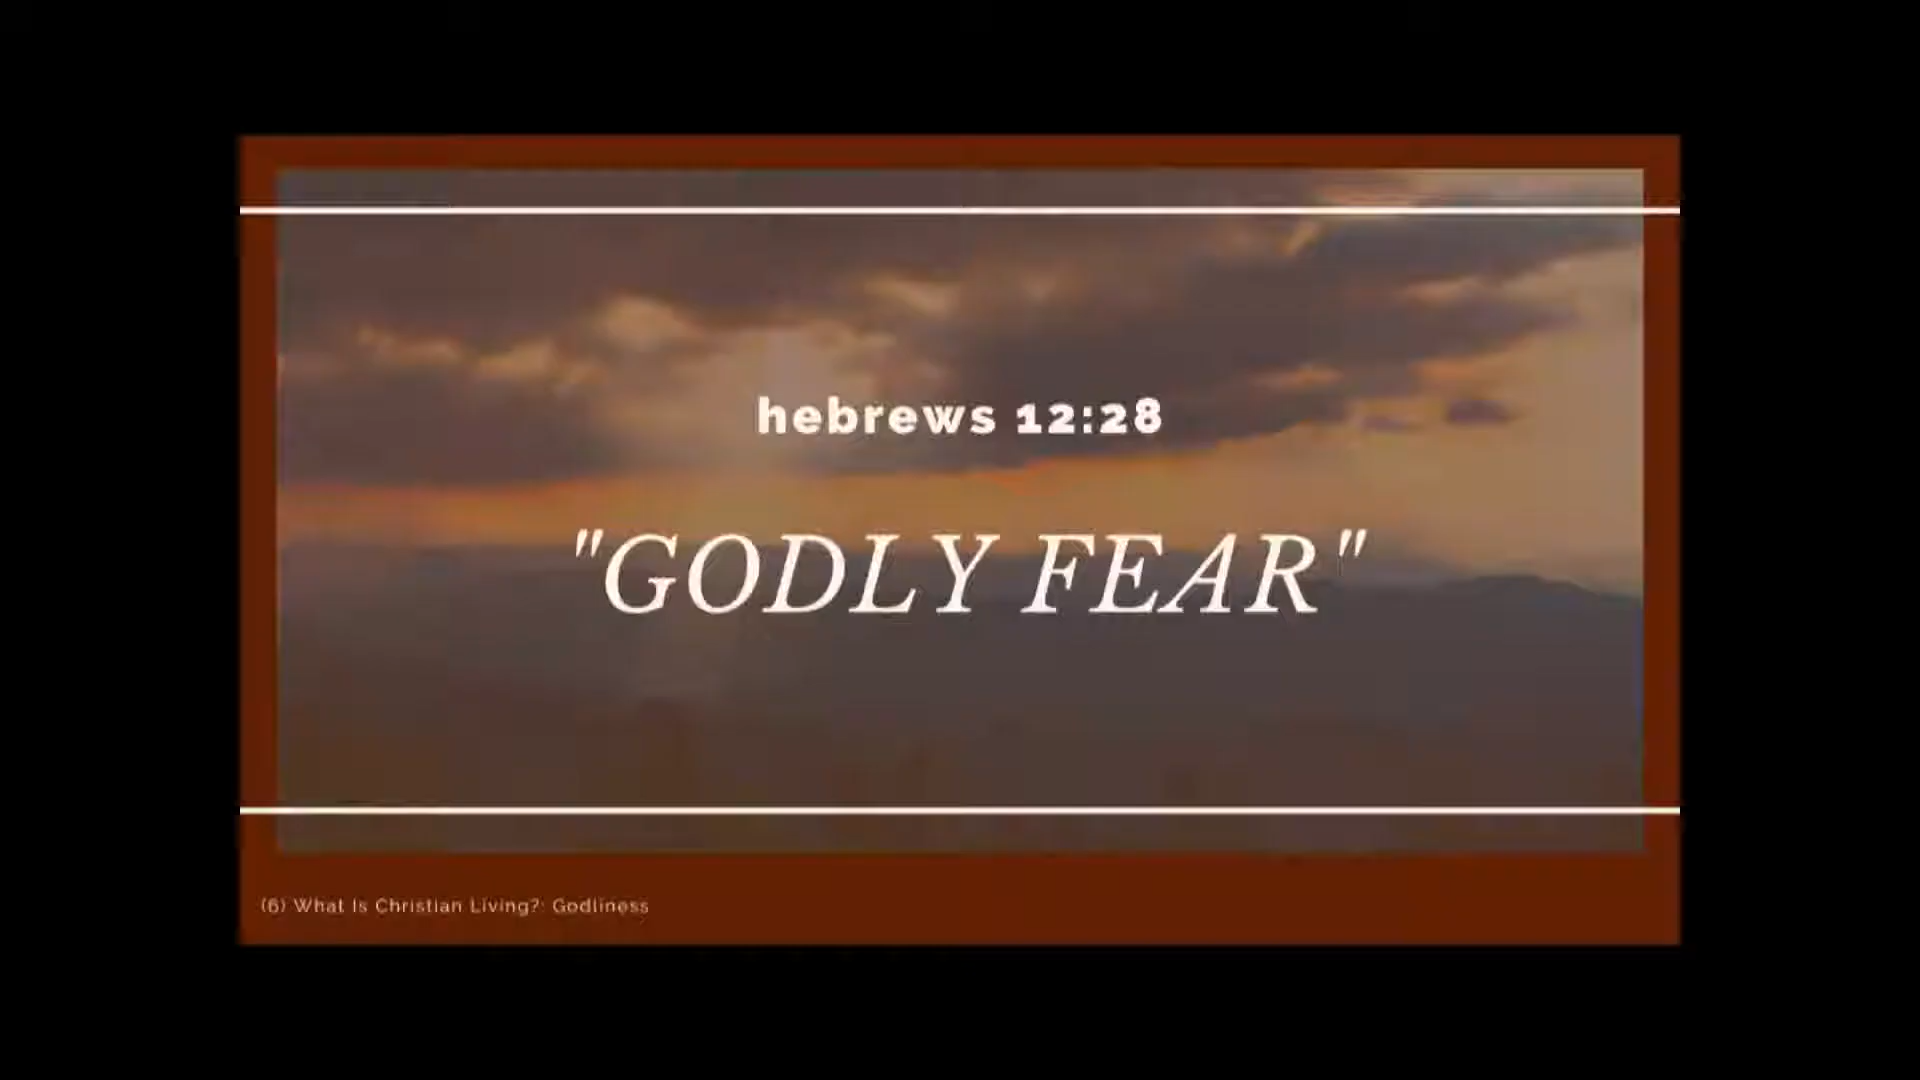 hebrews 12:28
"GODLY FEAR"
(6) What Is Christian Living?: Godliness